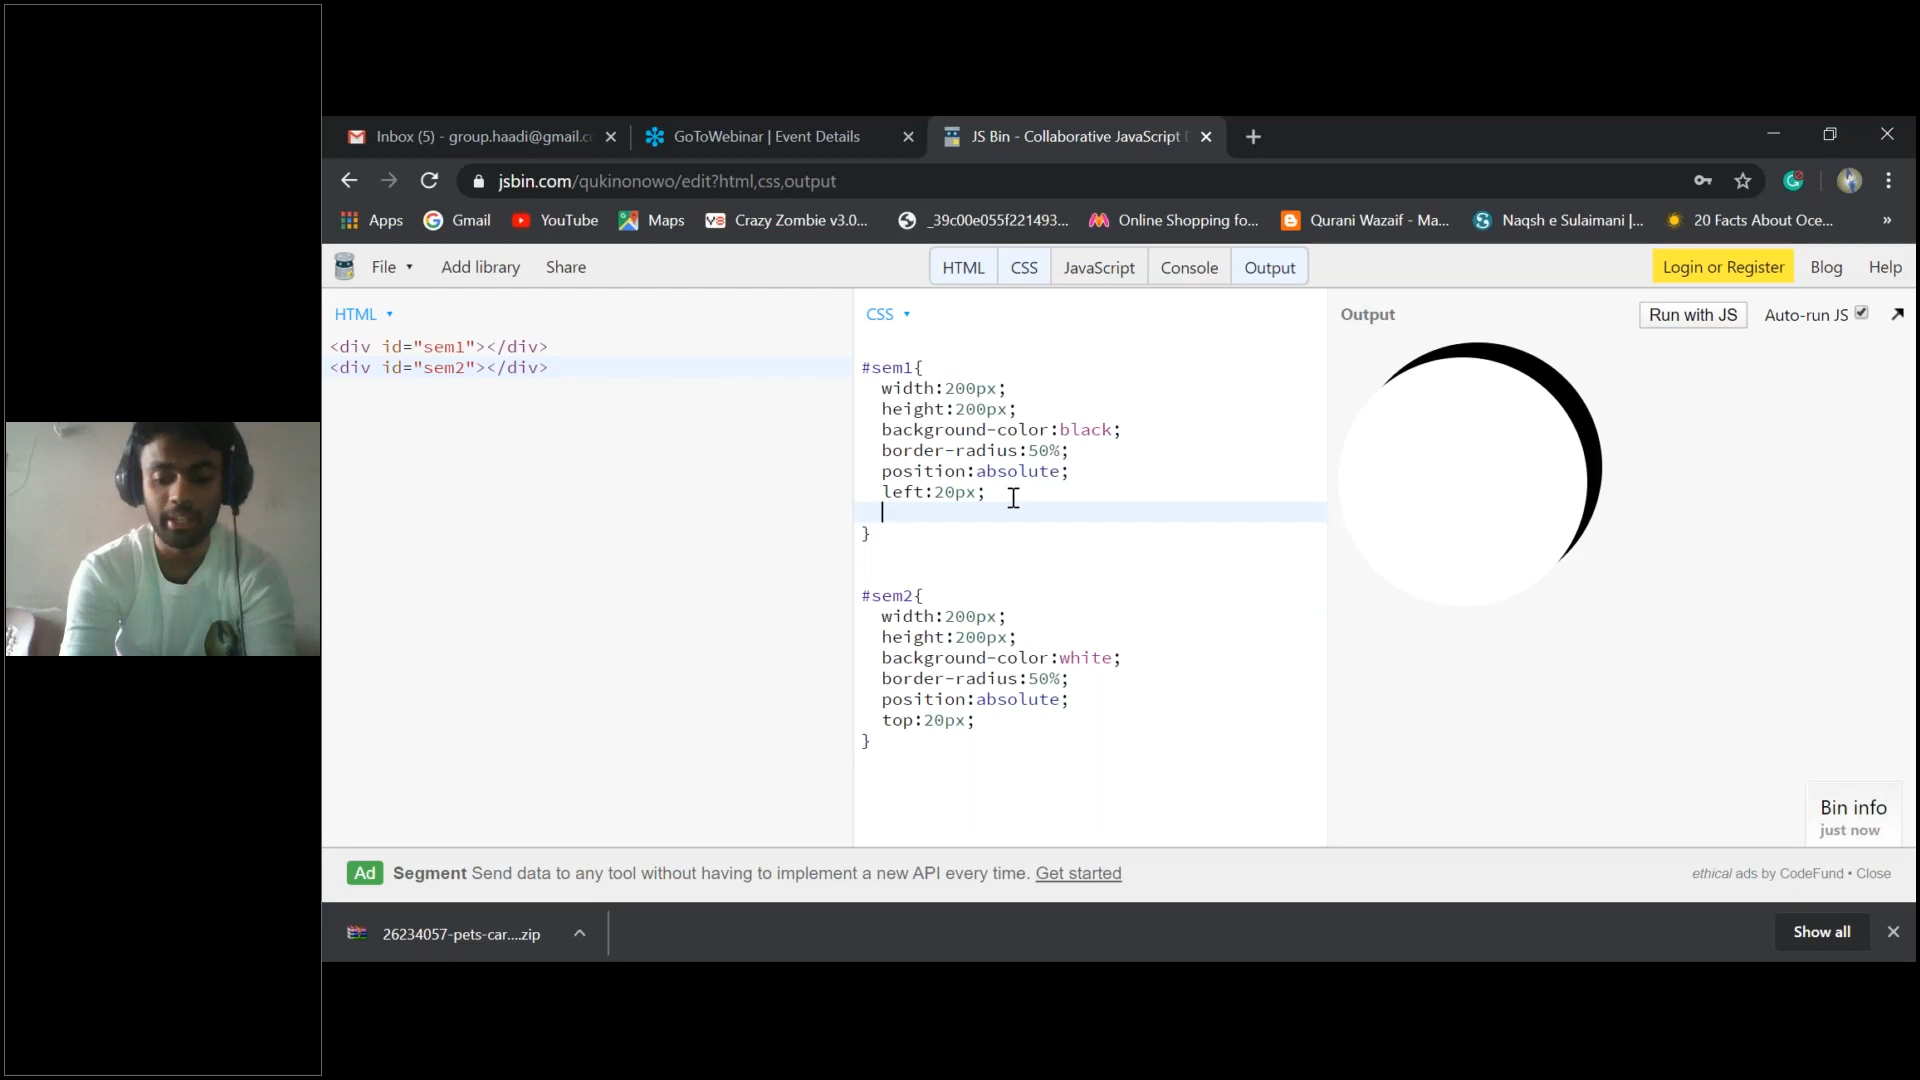 Inbox (5) - group.haadi@gmail.c
GoToWebinar | Event Details
JS Bin - Collaborative JavaScript
jsbin.com/qukinonowo/edit?html,css,output
Apps
Gmail
YouTube
Maps
Crazy Zombie v3.0...
_39c00e055f221493...
Online Shopping fo...
Qurani Wazaif - Ma...
Naqsh e Sulaimani |...
20 Facts About Oce...
»
File
Add library
Share
HTML
CSS
JavaScript
Console
Output
Login or Register
Blog
Help
HTML
<div id="sem1"></div>
<div id="sem2"></div>
CSS
#sem1{
width:200px;
height:200px;
background-color:black;
border-radius:50%;
position:absolute;
left:20px;
}
#sem2{
width:200px;
height:200px;
background-color:white;
border-radius:50%;
position:absolute;
top:20px;
}
Output
Run with JS
Auto-run JS
Bin info
just now
Ad
Segment Send data to any tool without having to implement a new API every time. Get started
ethical ads by CodeFund • Close
26234057-pets-car....zip
Show all